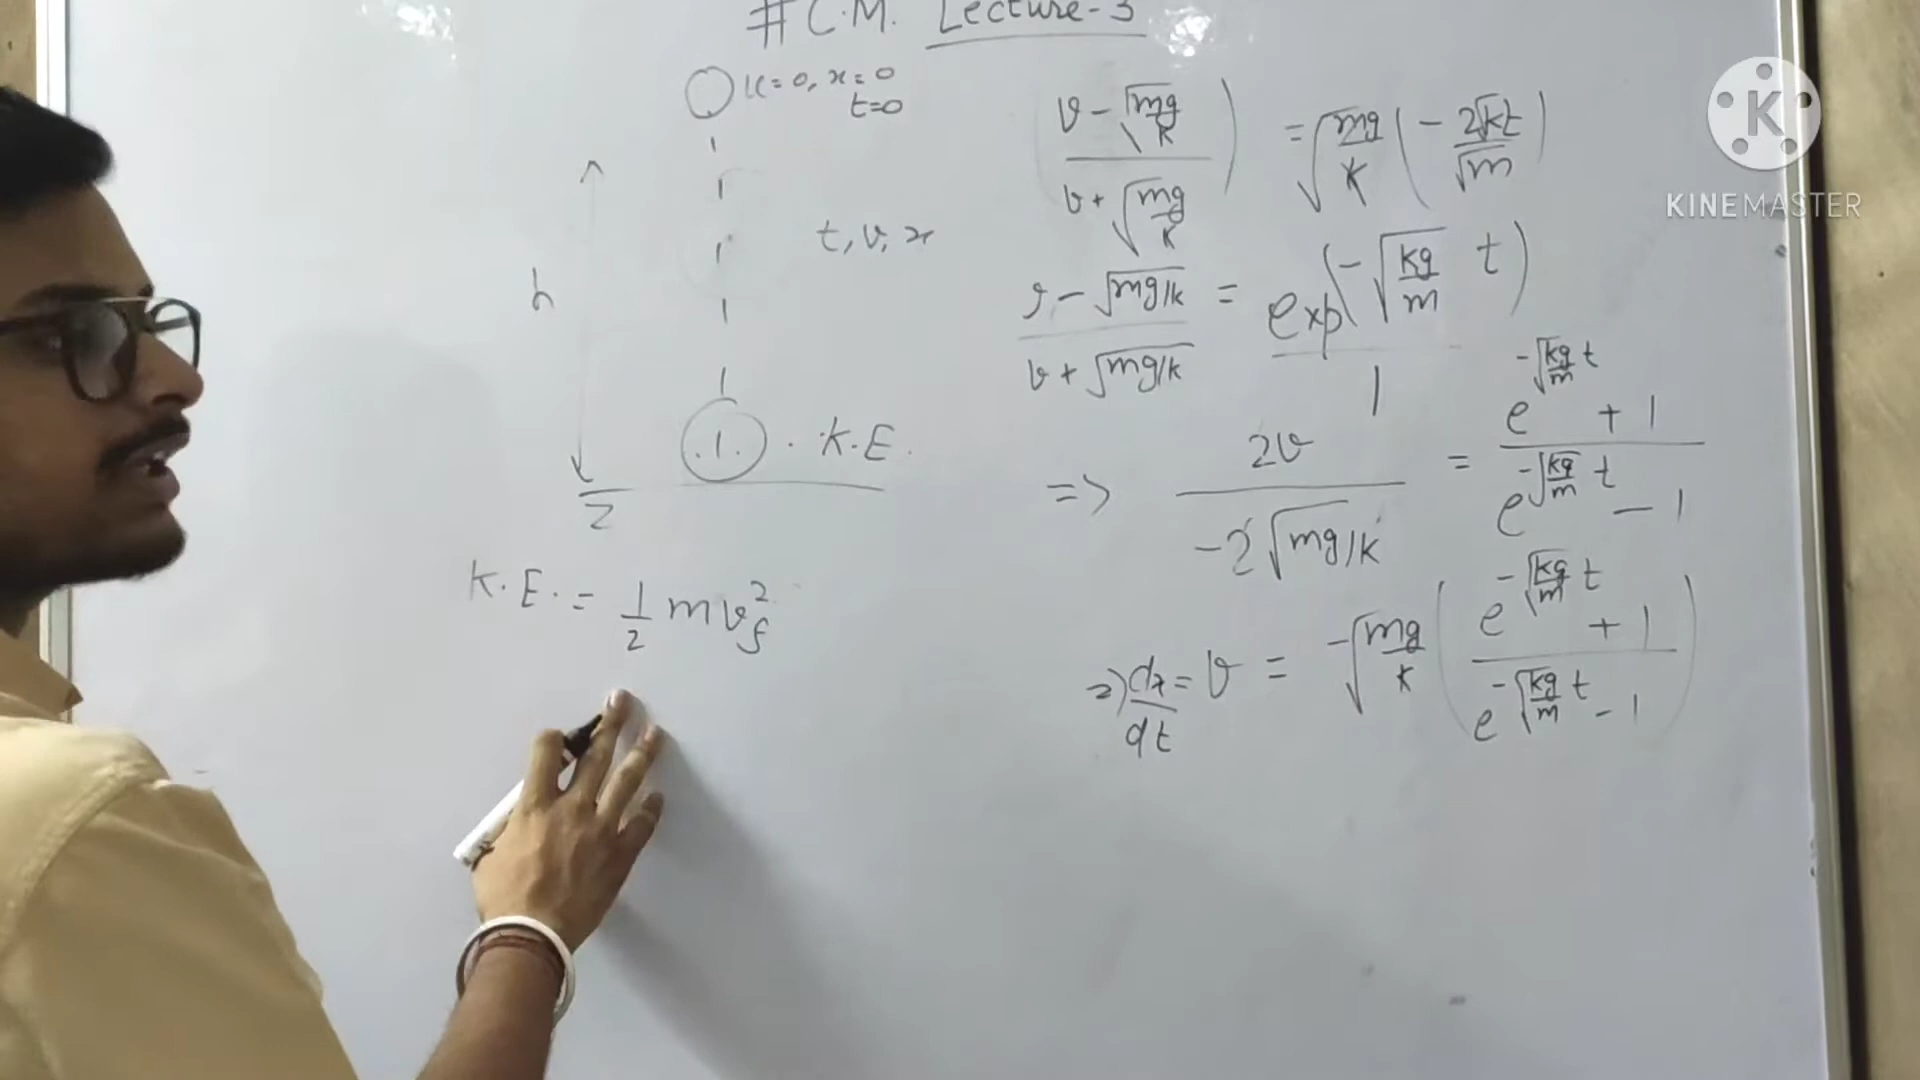 # C.M. Lecture-3
u=0, x=0
t=0
t, v, x
h
K.E.
K.E. = 1/2 m v_f^2
(v - √(mg/k)) / (v + √(mg/k)) = √(mg/k) (- 2√k t / √m)
v - √(mg/k) / v + √(mg/k) = exp(-√(kg/m) t) / 1
=> 2v / -2√(mg/k) = e^(-√(kg/m) t) + 1 / e^(-√(kg/m) t) - 1
=> dx/dt = v = -√(mg/k) (e^(-√(kg/m) t) + 1 / e^(-√(kg/m) t) - 1)
K
KINEMASTER